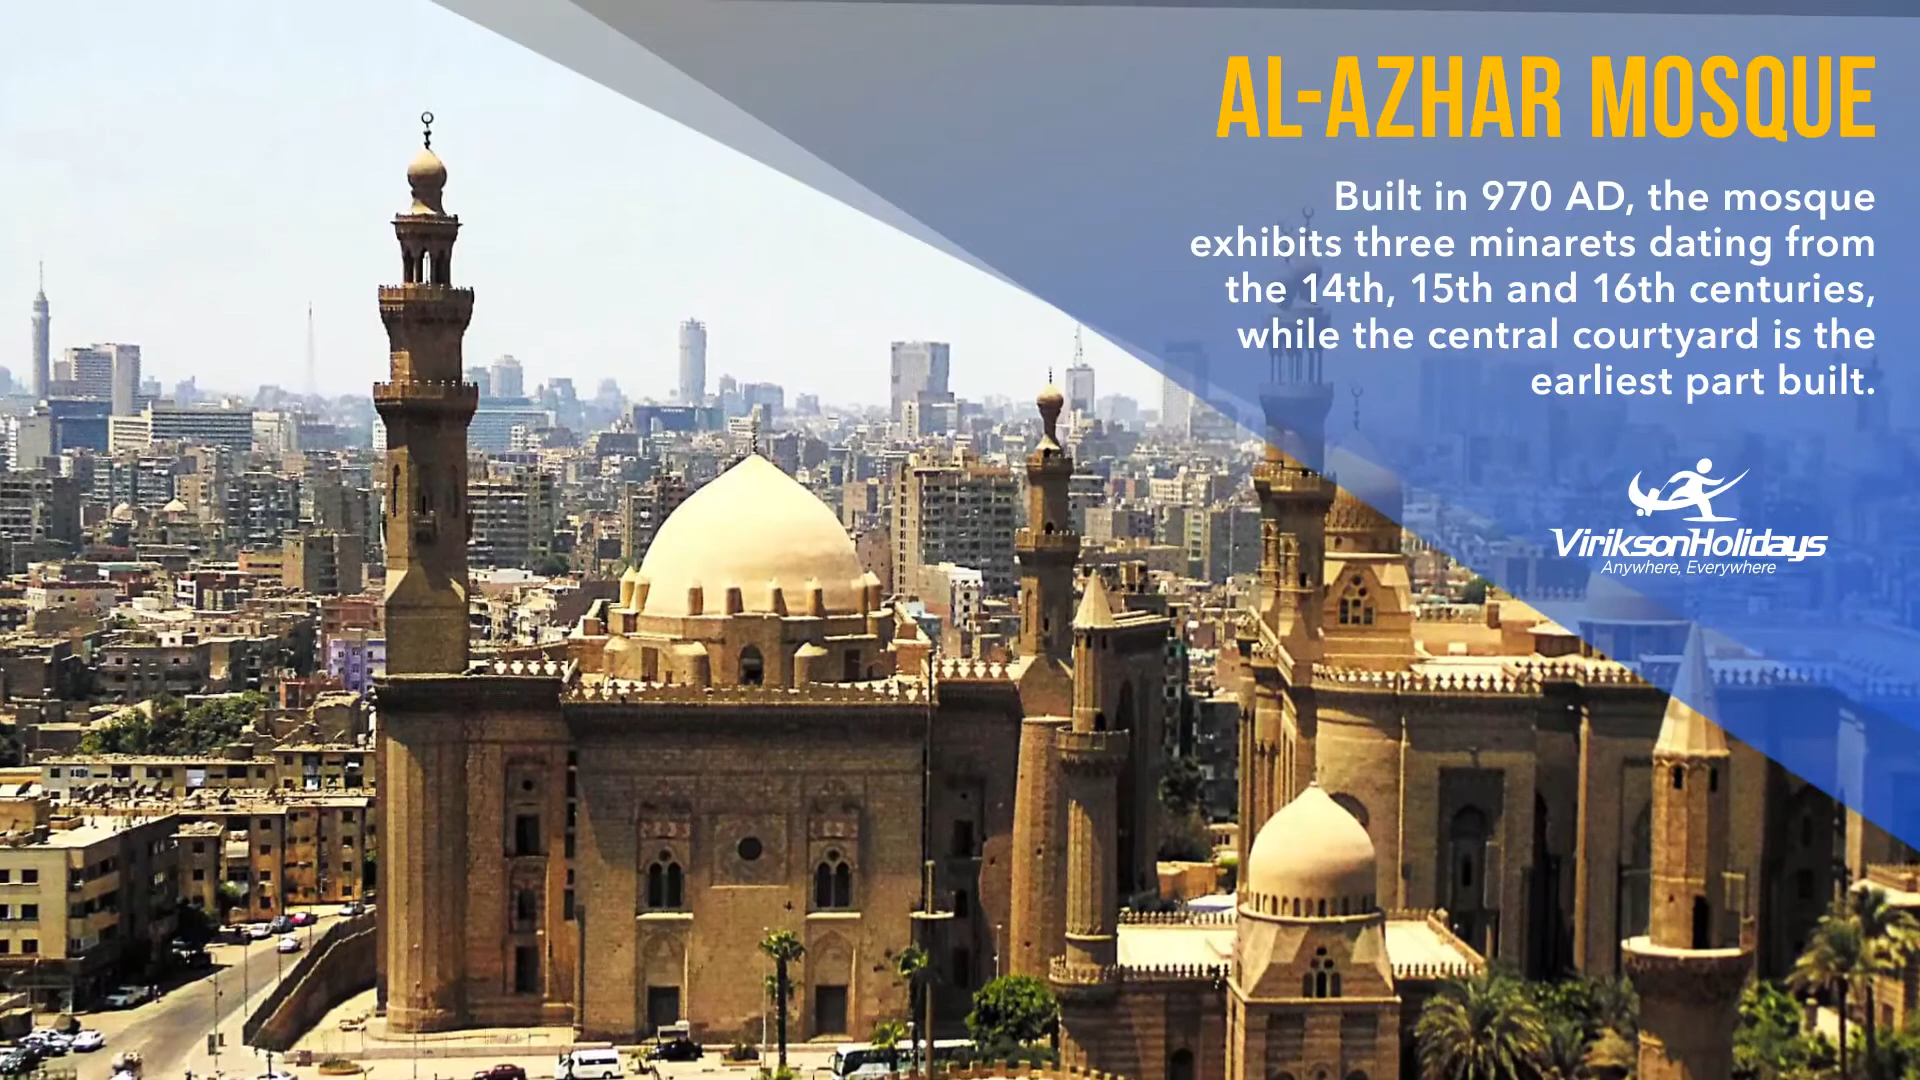 AL-AZHAR MOSQUE
Built in 970 AD, the mosque
exhibits three minarets dating from
the 14th, 15th and 16th centuries,
while the central courtyard is the
earliest part built.
ViriksonHolidays
Anywhere, Everywhere